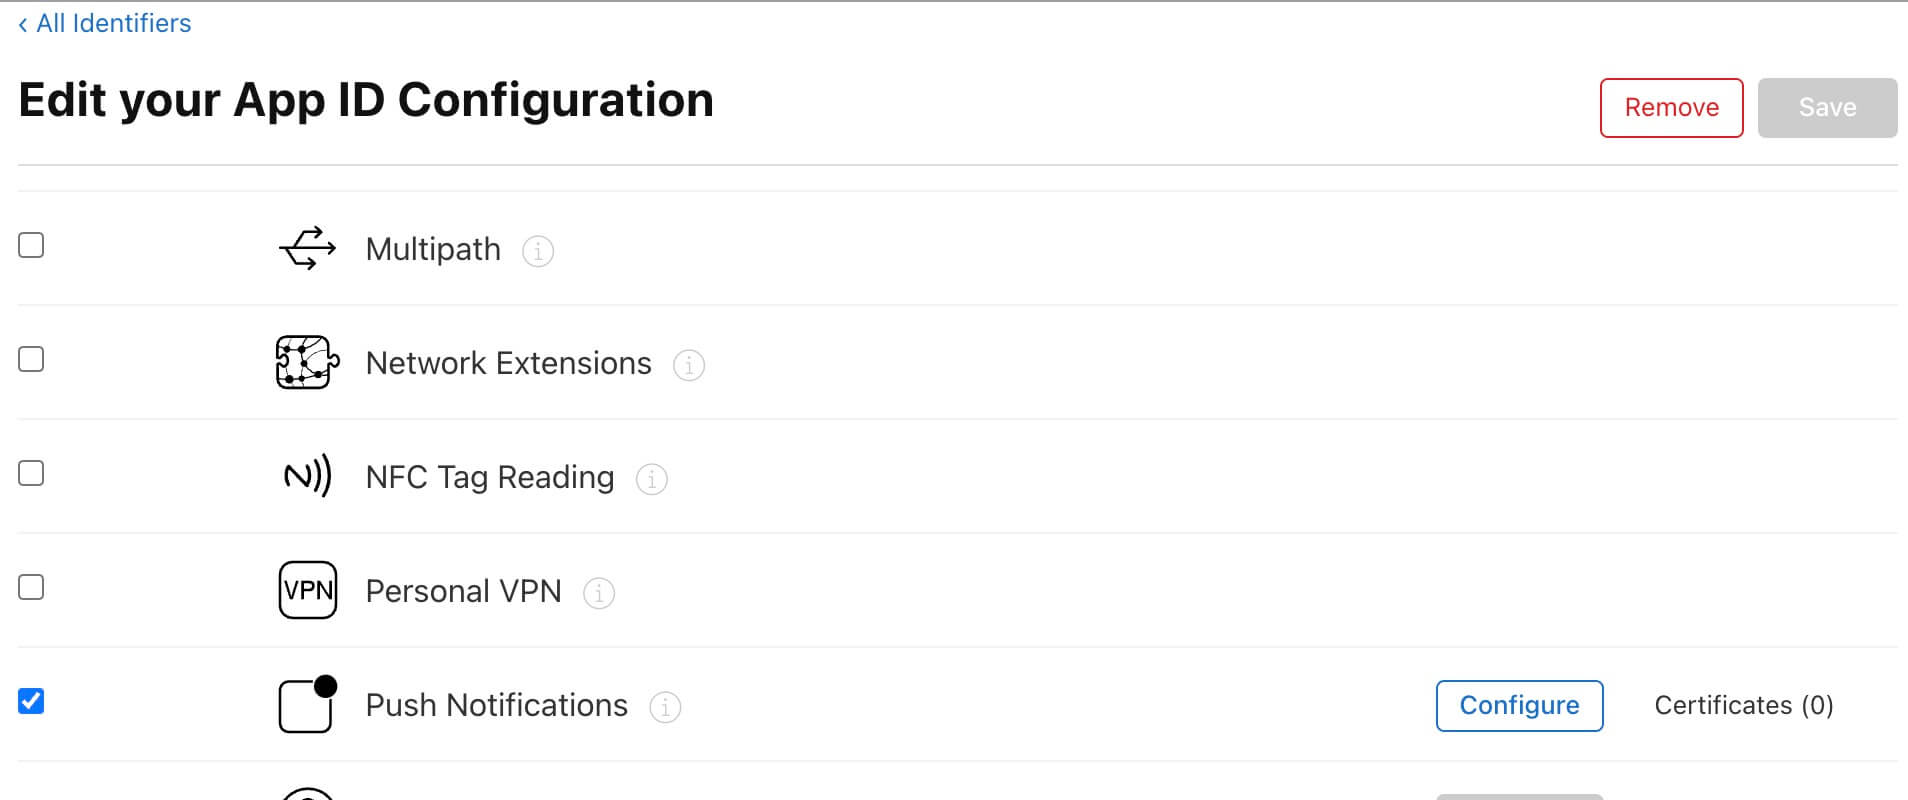 ‹ All Identifiers
Edit your App ID Configuration
Remove
Save
Multipath
Network Extensions
NFC Tag Reading
VPN
Personal VPN
Push Notifications
Configure
Certificates (0)